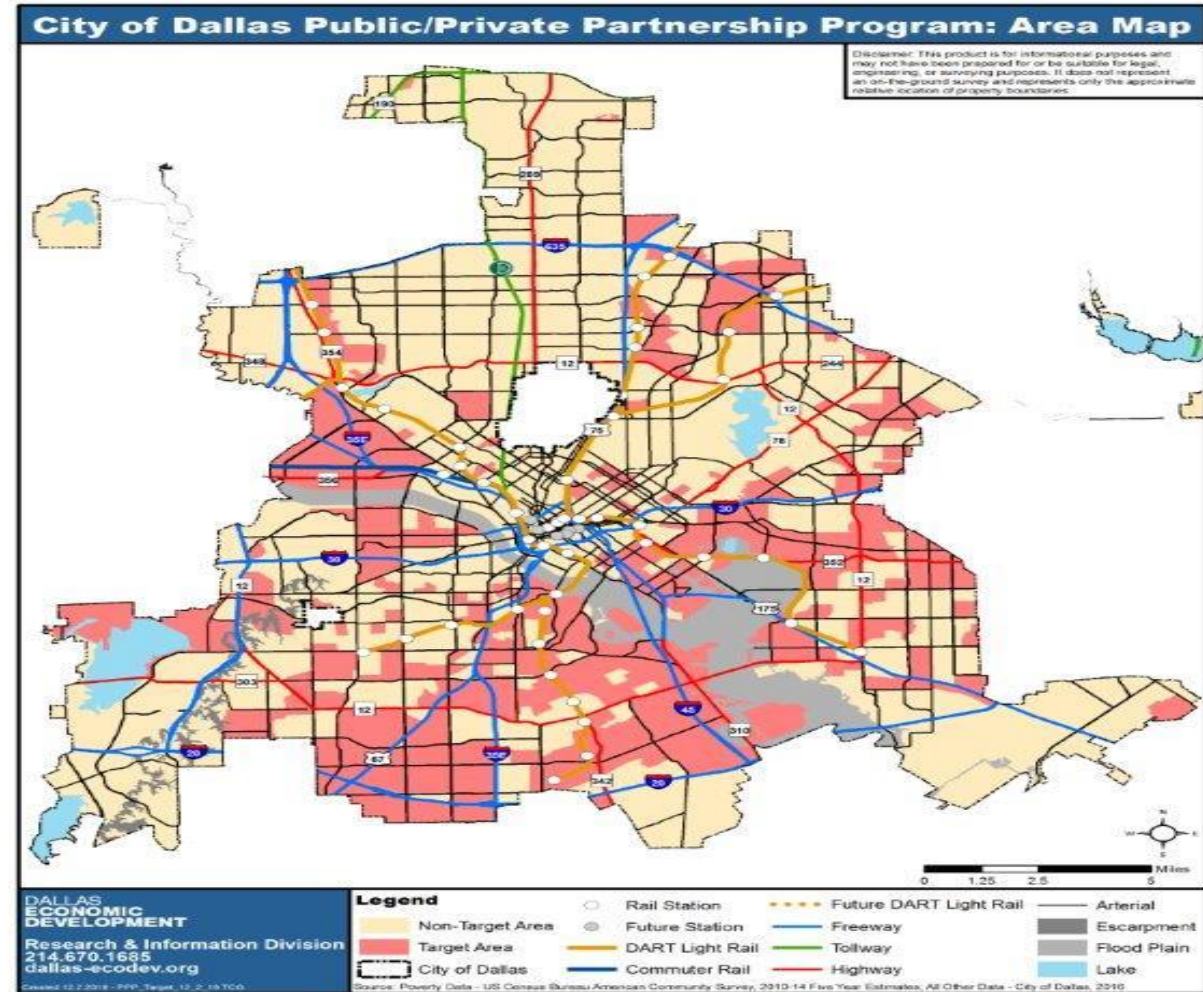 City of Dallas Public/Private Partnership Program: Area Map
Disclaimer: This product is for informational purposes and
may not have been prepared for or be suitable for legal,
engineering, or surveying purposes. It does not represent
an on-the-ground survey and represents only the approximate
relative location of property boundaries.
190
289
635
354
348
12
244
12
78
75
35E
356
30
30
352
12
12
175
303
12
45
310
20
67
35E
342
20
N
W
E
S
Miles
0 1.25 2.5 5
DALLAS
ECONOMIC
DEVELOPMENT
Research & Information Division
214.670.1685
dallas-ecodev.org
Legend
Non-Target Area
Target Area
City of Dallas
Rail Station
Future Station
DART Light Rail
Commuter Rail
Future DART Light Rail
Freeway
Tollway
Highway
Arterial
Escarpment
Flood Plain
Lake
Source: Poverty Data - US Census Bureau American Community Survey, 2010-14 Five Year Estimates; All Other Data - City of Dallas, 2016